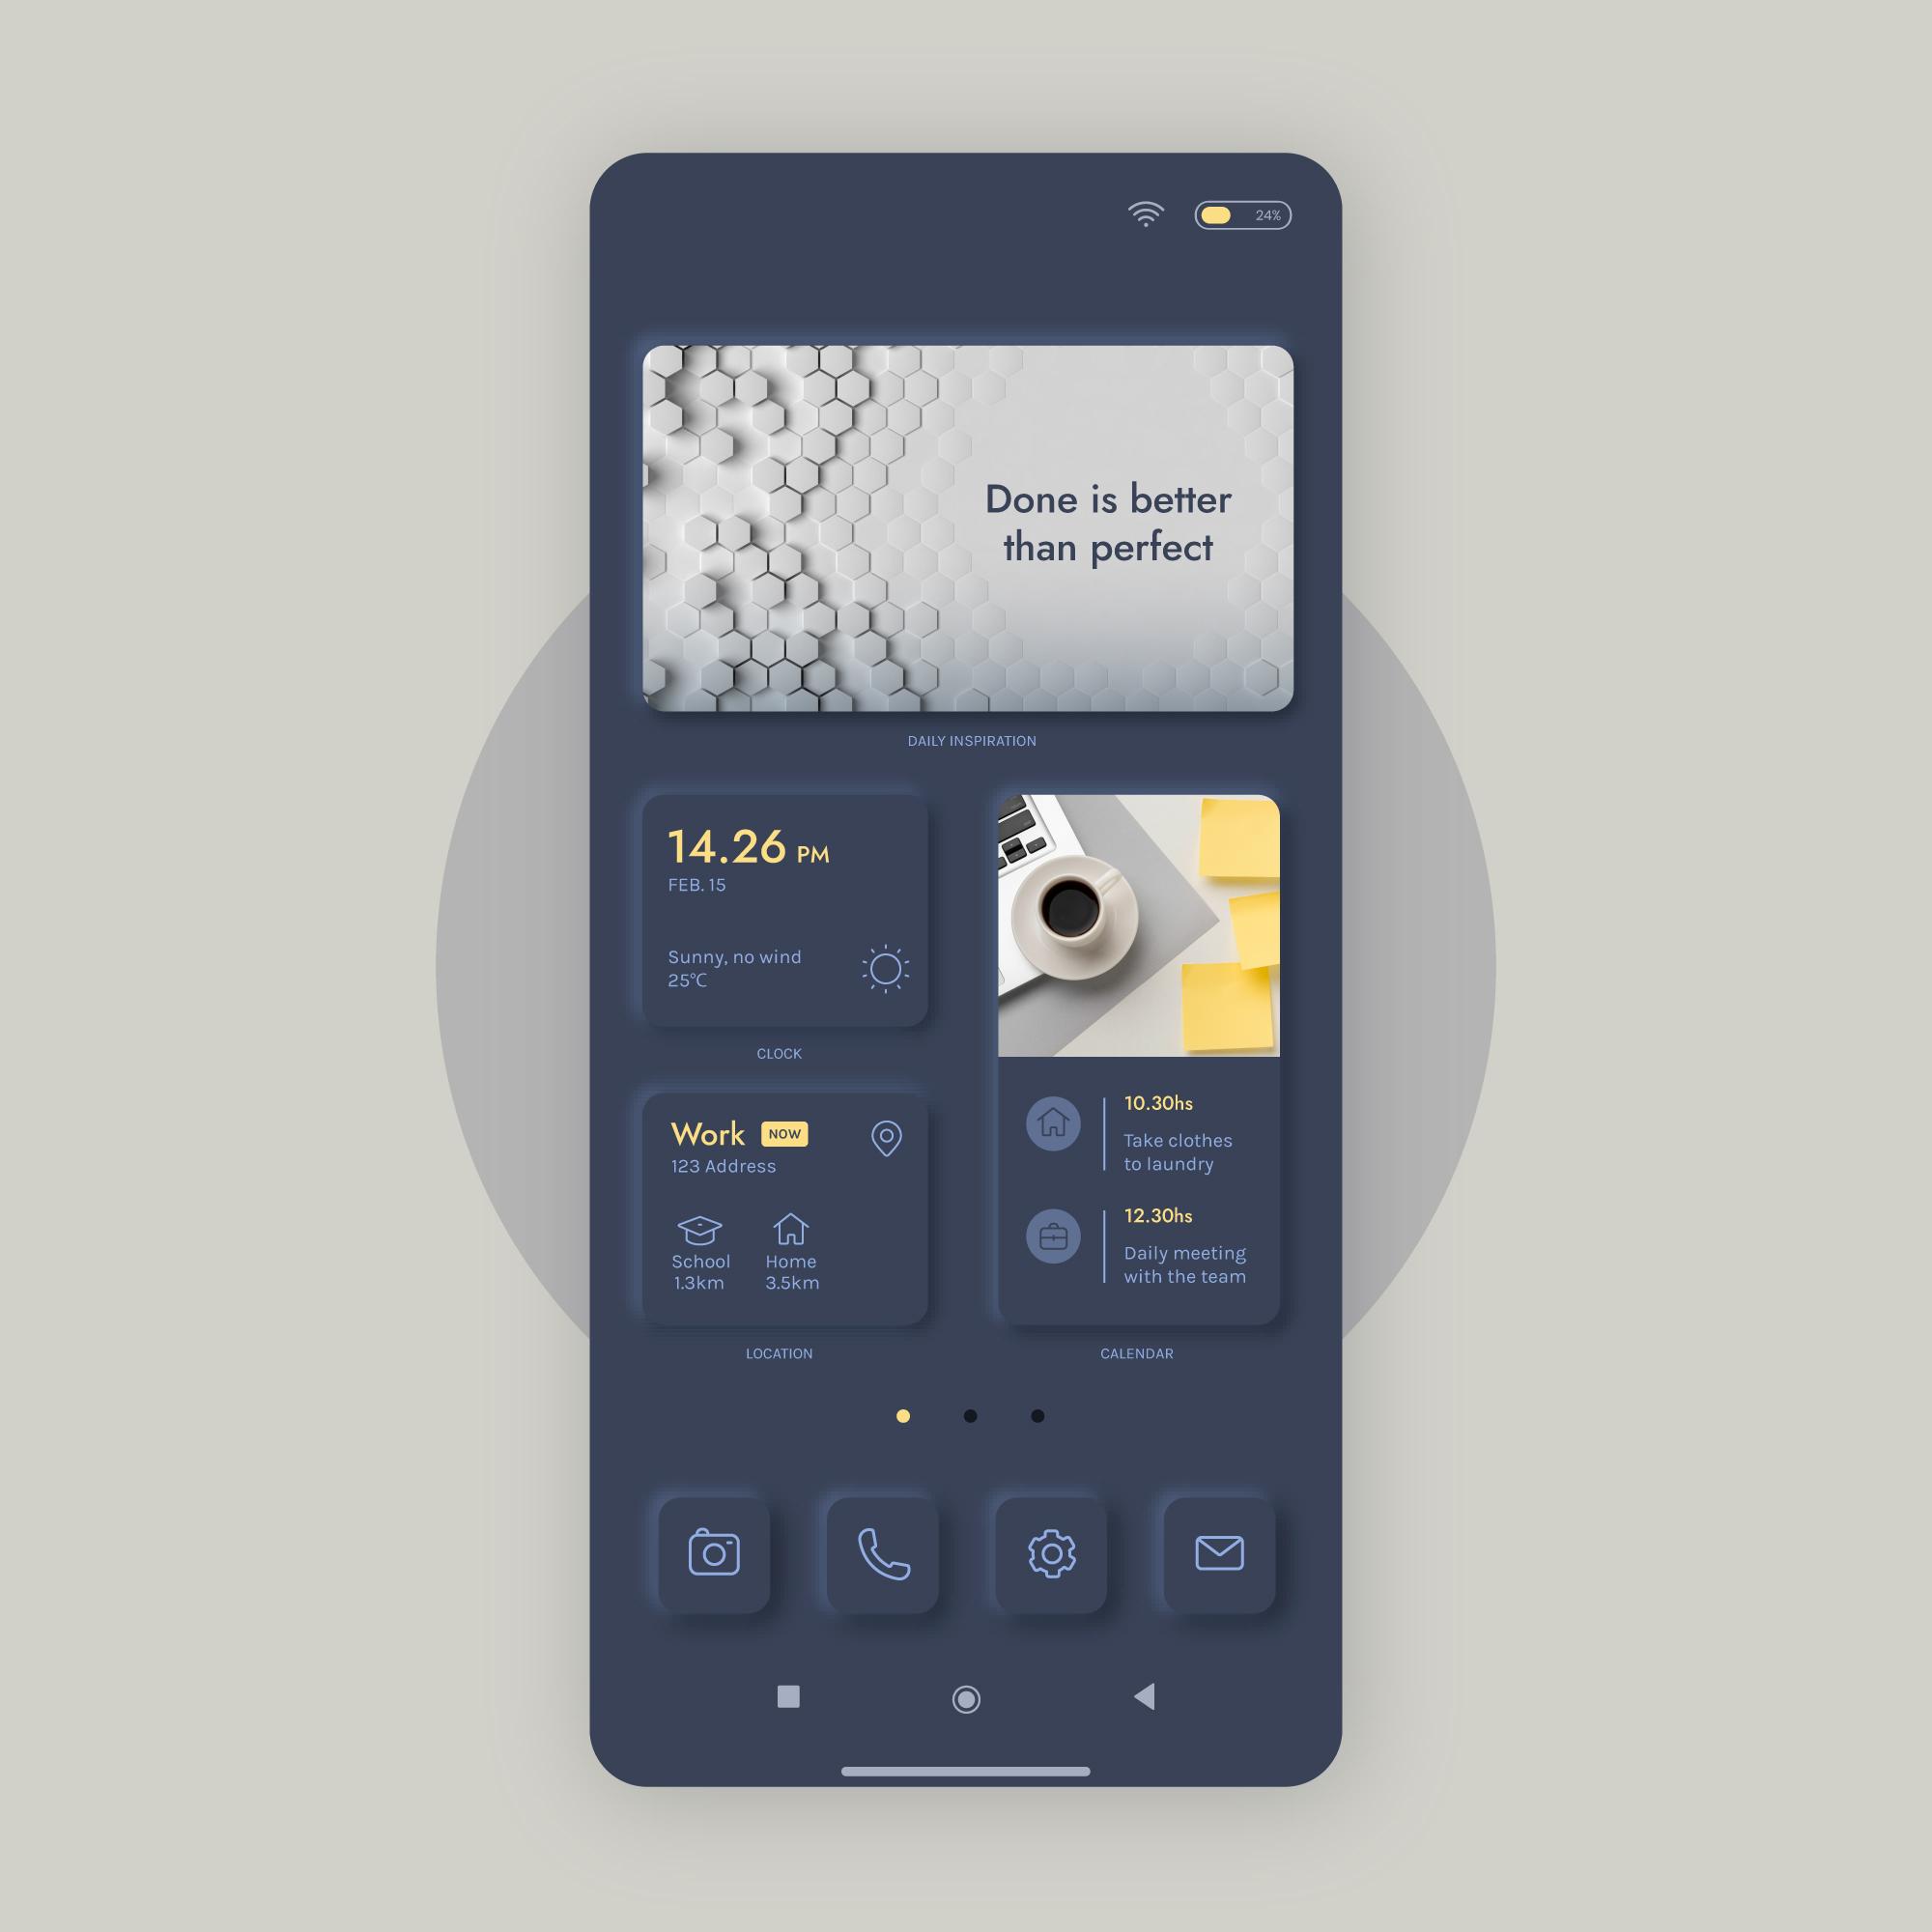 24%
Done is better
than perfect
DAILY INSPIRATION
14.26 PM
FEB. 15
Sunny, no wind
25°C
CLOCK
Work NOW
123 Address
School
1.3km
Home
3.5km
LOCATION
10.30hs
Take clothes
to laundry
12.30hs
Daily meeting
with the team
CALENDAR